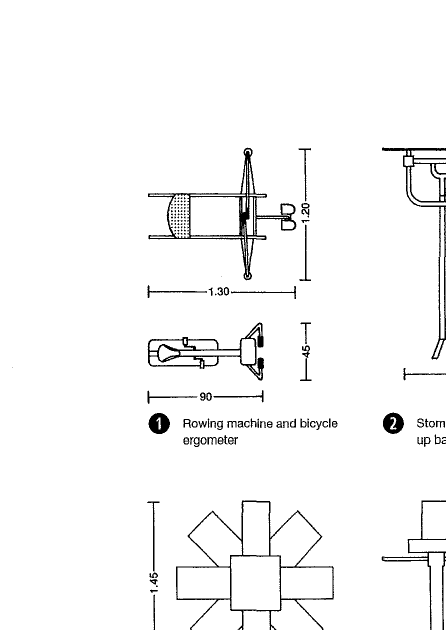 1.20
1.30
45
90
1 Rowing machine and bicycle
ergometer
2 Stom
up ba
1.45